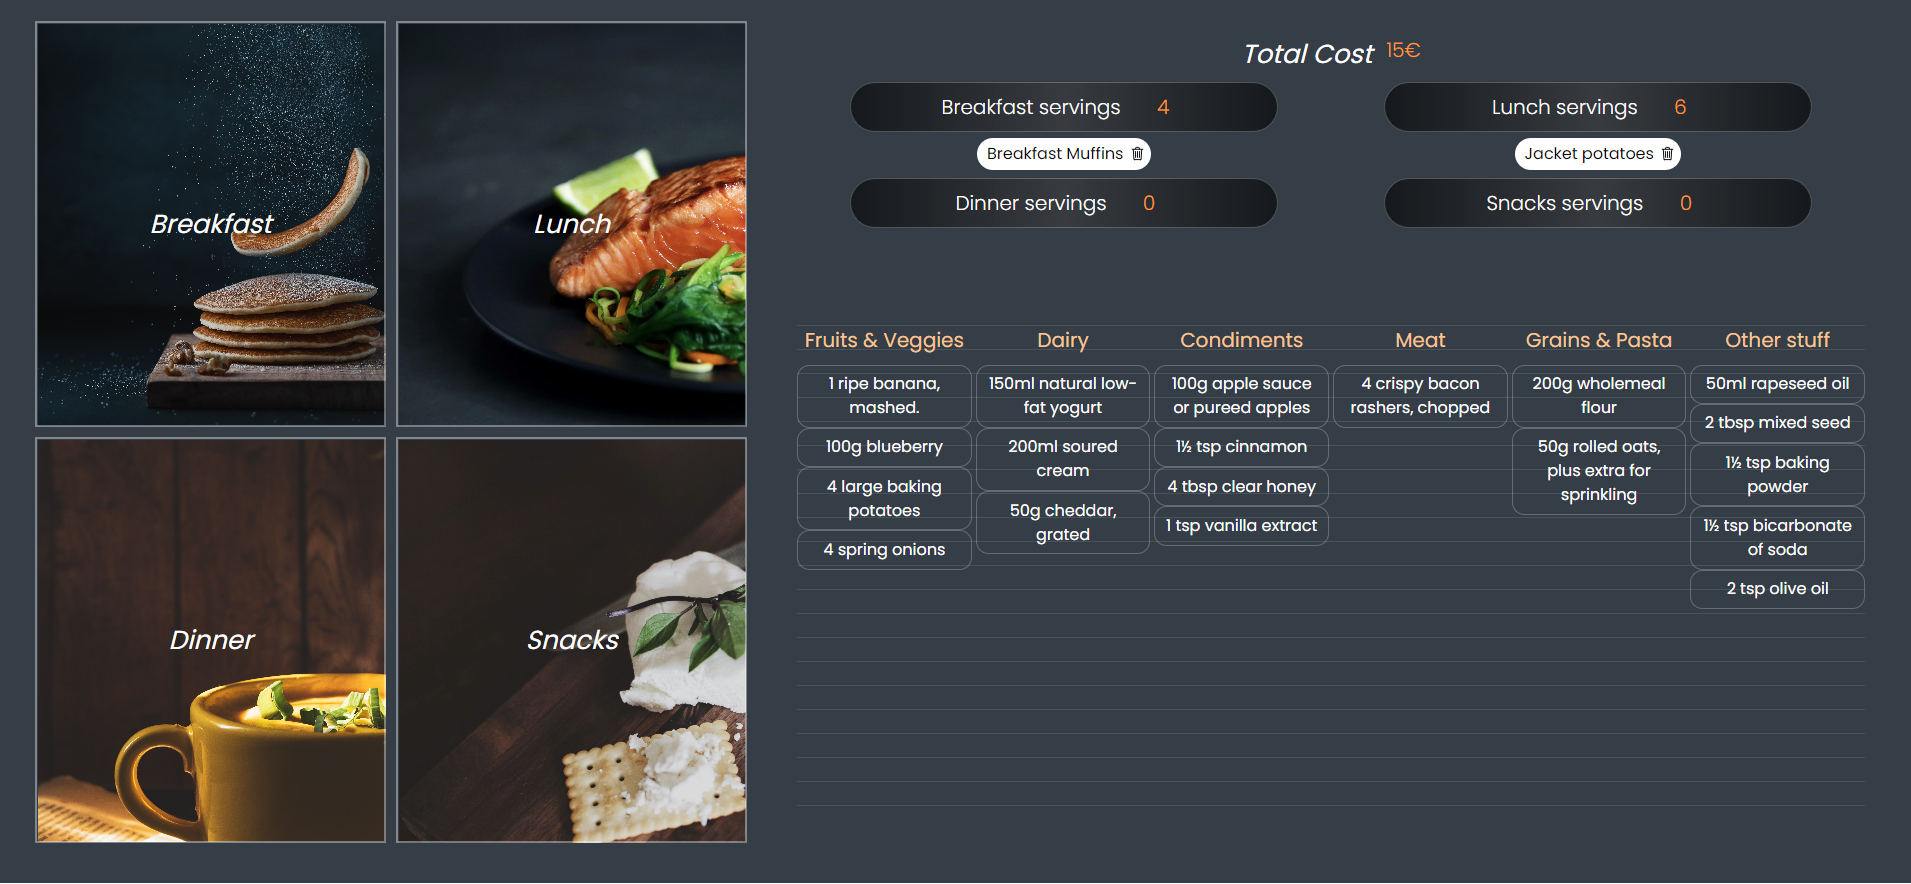 Breakfast
Lunch
Dinner
Snacks
Total Cost 15€
Breakfast servings 4
Lunch servings 6
Breakfast Muffins
Jacket potatoes
Dinner servings 0
Snacks servings 0
Fruits & Veggies
1 ripe banana,
mashed.
100g blueberry
4 large baking
potatoes
4 spring onions
Dairy
150ml natural low-
fat yogurt
200ml soured
cream
50g cheddar,
grated
Condiments
100g apple sauce
or pureed apples
1½ tsp cinnamon
4 tbsp clear honey
1 tsp vanilla extract
Meat
4 crispy bacon
rashers, chopped
Grains & Pasta
200g wholemeal
flour
50g rolled oats,
plus extra for
sprinkling
Other stuff
50ml rapeseed oil
2 tbsp mixed seed
1½ tsp baking
powder
1½ tsp bicarbonate
of soda
2 tsp olive oil